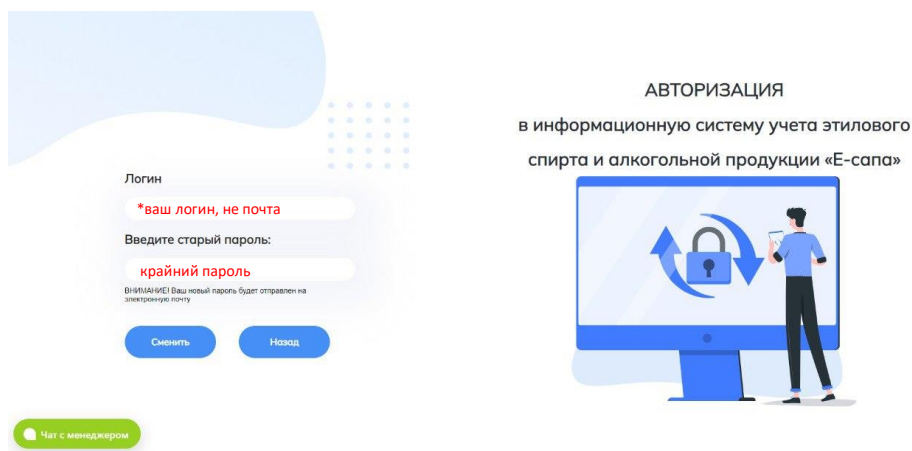 АВТОРИЗАЦИЯ
в информационную систему учета этилового
спирта и алкогольной продукции «Е-сапа»
Логин
*ваш логин, не почта
Введите старый пароль:
крайний пароль
ВНИМАНИЕ! Ваш новый пароль будет отправлен на
электронную почту
Сменить
Назад
Чат с менеджером